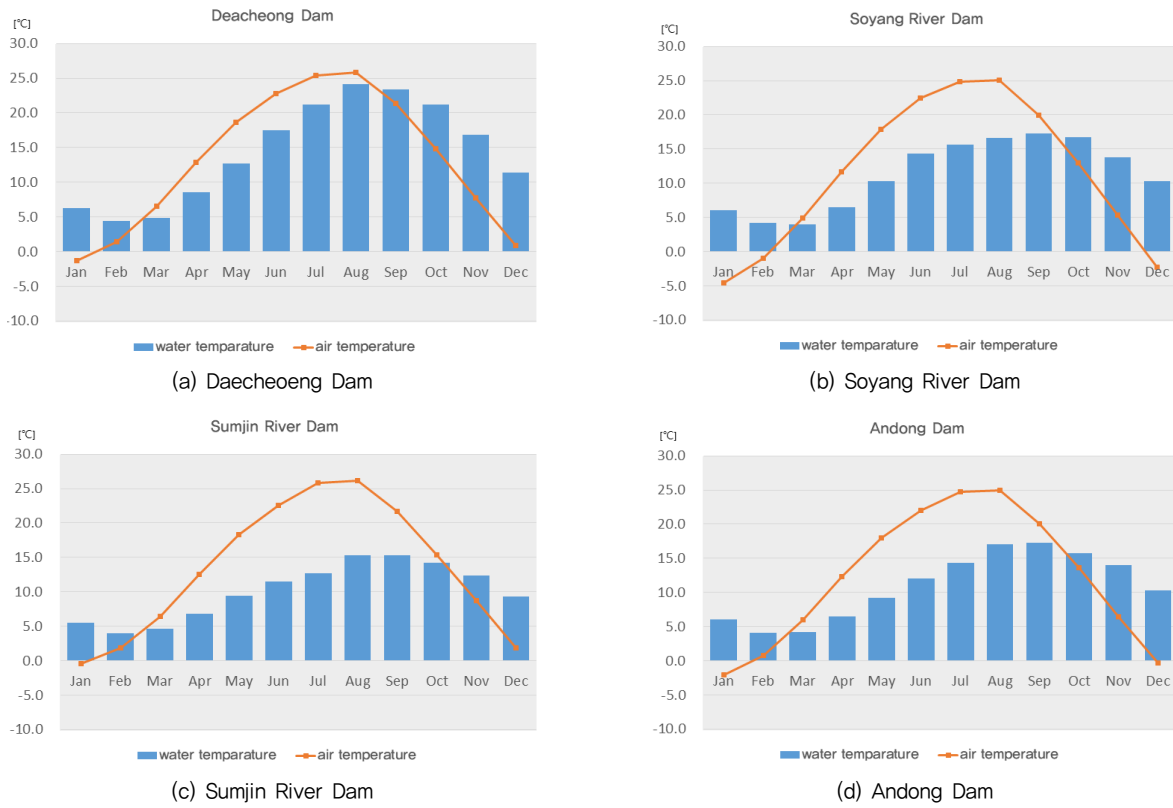 Deacheong Dam
[℃]
30.0
25.0
20.0
15.0
10.0
5.0
0.0
Jan Feb Mar Apr May Jun Jul Aug Sep Oct Nov Dec
-5.0
-10.0
water temparature air temperature
(a) Daecheoeng Dam
Soyang River Dam
[℃]
30.0
25.0
20.0
15.0
10.0
5.0
0.0
Jan Feb Mar Apr May Jun Jul Aug Sep Oct Nov Dec
-5.0
-10.0
water temparature air temperature
(b) Soyang River Dam
Sumjin River Dam
[℃]
30.0
25.0
20.0
15.0
10.0
5.0
0.0
Jan Feb Mar Apr May Jun Jul Aug Sep Oct Nov Dec
-5.0
-10.0
water temparature air temperature
(c) Sumjin River Dam
Andong Dam
[℃]
30.0
25.0
20.0
15.0
10.0
5.0
0.0
Jan Feb Mar Apr May Jun Jul Aug Sep Oct Nov Dec
-5.0
-10.0
water temparature air temperature
(d) Andong Dam